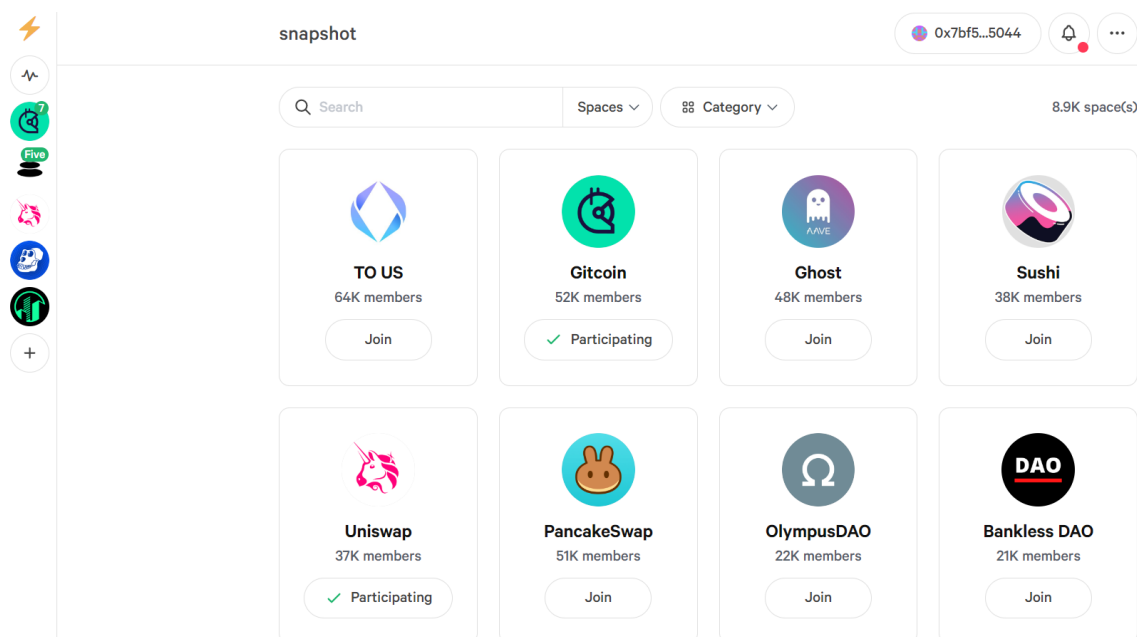 snapshot
0x7bf5...5044
Search
Spaces
Category
8.9K space(s)
7
Five
AAVE
TO US
Gitcoin
Ghost
Sushi
64K members
52K members
48K members
38K members
Join
Participating
Join
Join
DAO
Uniswap
PancakeSwap
OlympusDAO
Bankless DAO
37K members
51K members
22K members
21K members
Participating
Join
Join
Join